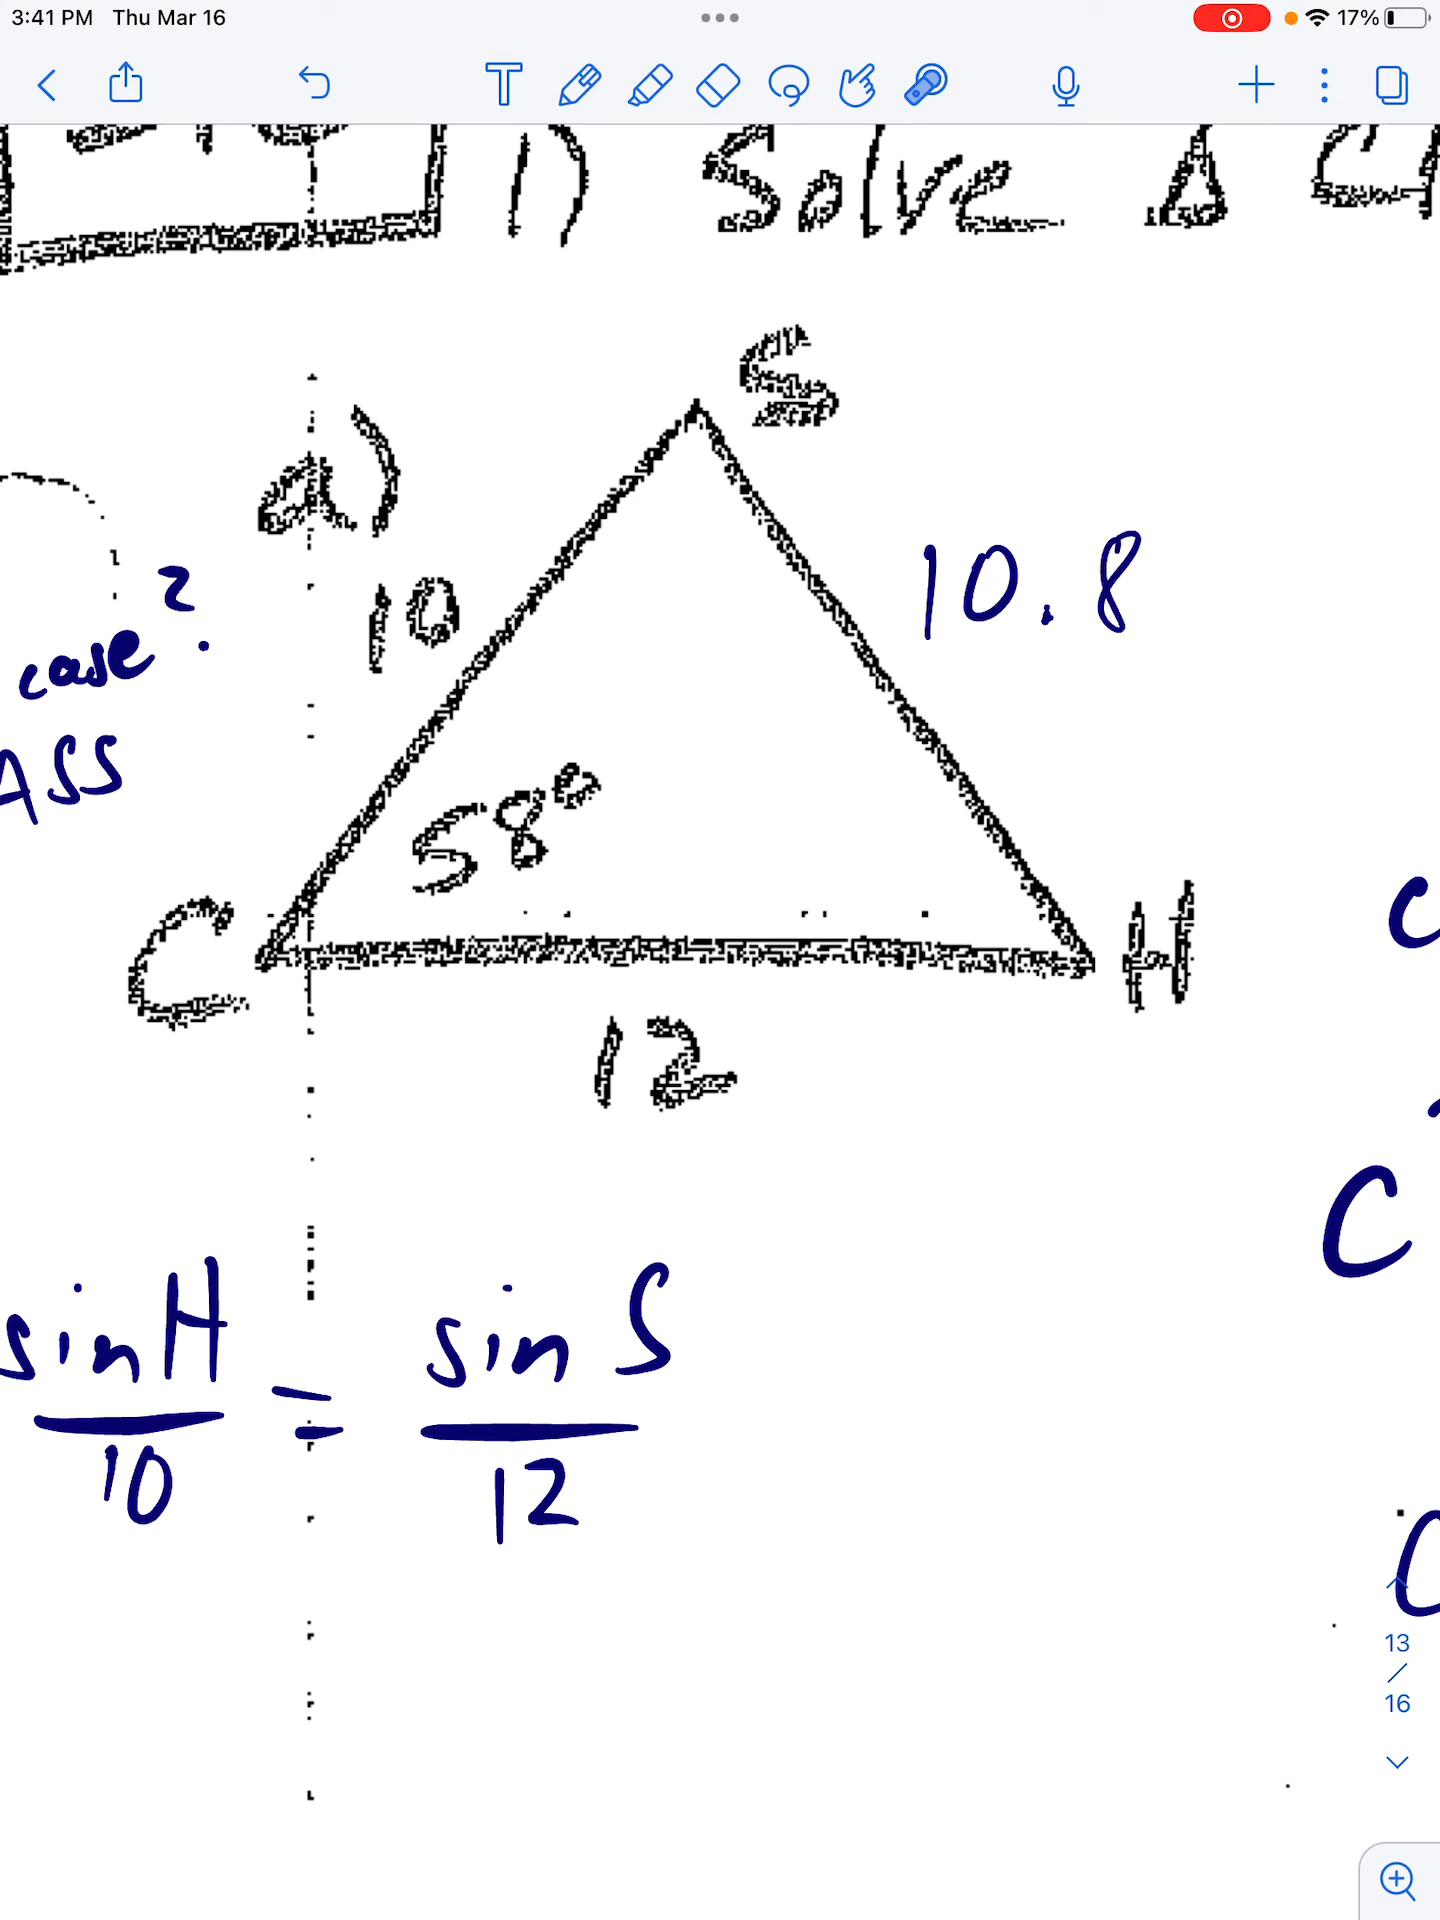 3:41 PM Thu Mar 16
17%
1) Solve Δ
S
a)
10
10.8
case?
ASS
58°
C
H
12
C
sin H / 10 = sin S / 12
13
/
16